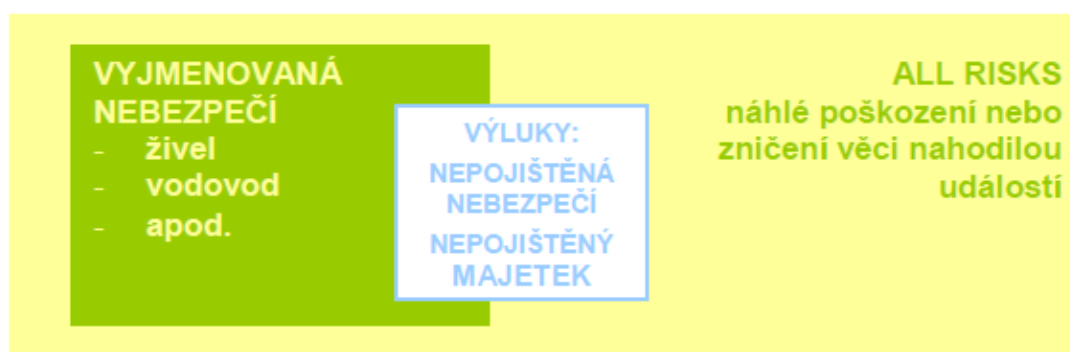 VYJMENOVANÁ
NEBEZPEČÍ
- živel
- vodovod
- apod.
VÝLUKY:
NEPOJIŠTĚNÁ
NEBEZPEČÍ
NEPOJIŠTĚNÝ
MAJETEK
ALL RISKS
náhlé poškození nebo
zničení věci nahodilou
událostí